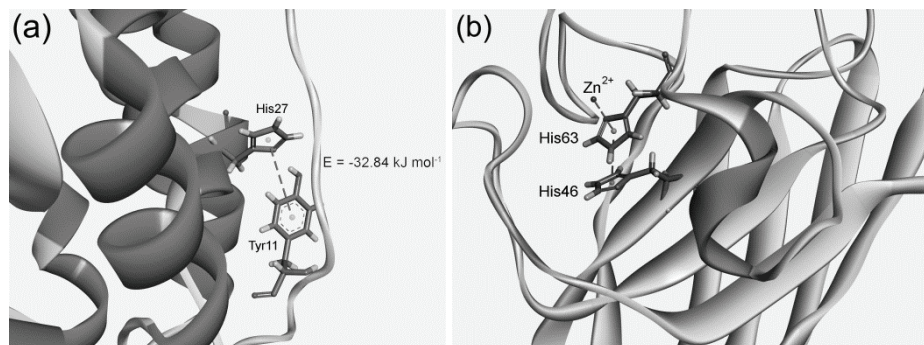 (a)
His27
E = -32.84 kJ mol⁻¹
Tyr11
(b)
Zn²⁺
His63
His46